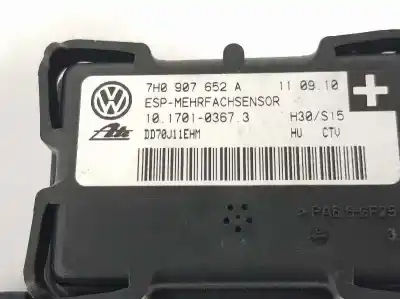 7H0 907 652 A 11 09.10
ESP-MEHRFACHSENSOR
10.1701-0367.3 H30/S15
Ate DD70J11EHM HU CTV